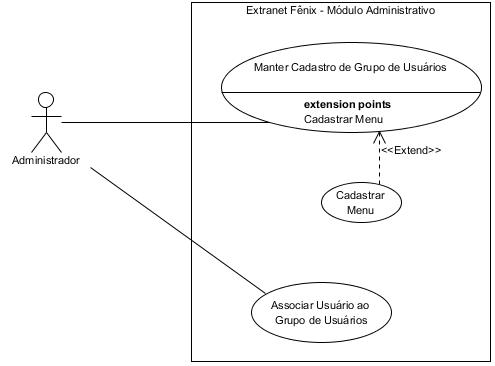 Extranet Fênix - Módulo Administrativo
Manter Cadastro de Grupo de Usuários
extension points
Cadastrar Menu
Administrador
<<Extend>>
Cadastrar
Menu
Associar Usuário ao
Grupo de Usuários